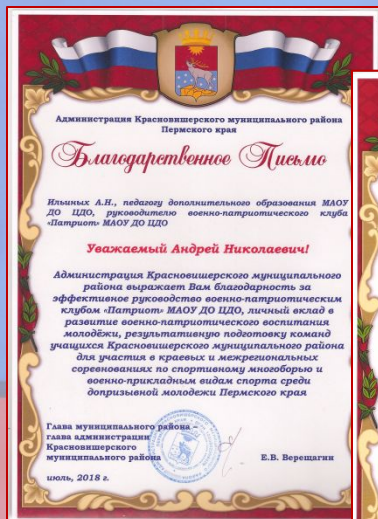 Администрация Красновишерского муниципального района
Пермского края
Благодарственное Письмо
Ильиных А.Н., педагогу дополнительного образования МАОУ
ДО ЦДО, руководителю военно-патриотического клуба
«Патриот» МАОУ ДО ЦДО
Уважаемый Андрей Николаевич!
Администрация Красновишерского муниципального
района выражает Вам благодарность за
эффективное руководство военно-патриотическим
клубом «Патриот» МАОУ ДО ЦДО, личный вклад в
развитие военно-патриотического воспитания
молодёжи, результативную подготовку команд
учащихся Красновишерского муниципального района
для участия в краевых и межрегиональных
соревнованиях по спортивному многоборью и
военно-прикладным видам спорта среди
допризывной молодежи Пермского края
Глава муниципального района –
глава администрации
Красновишерского
муниципального района Е.В. Верещагин
июль, 2018 г.